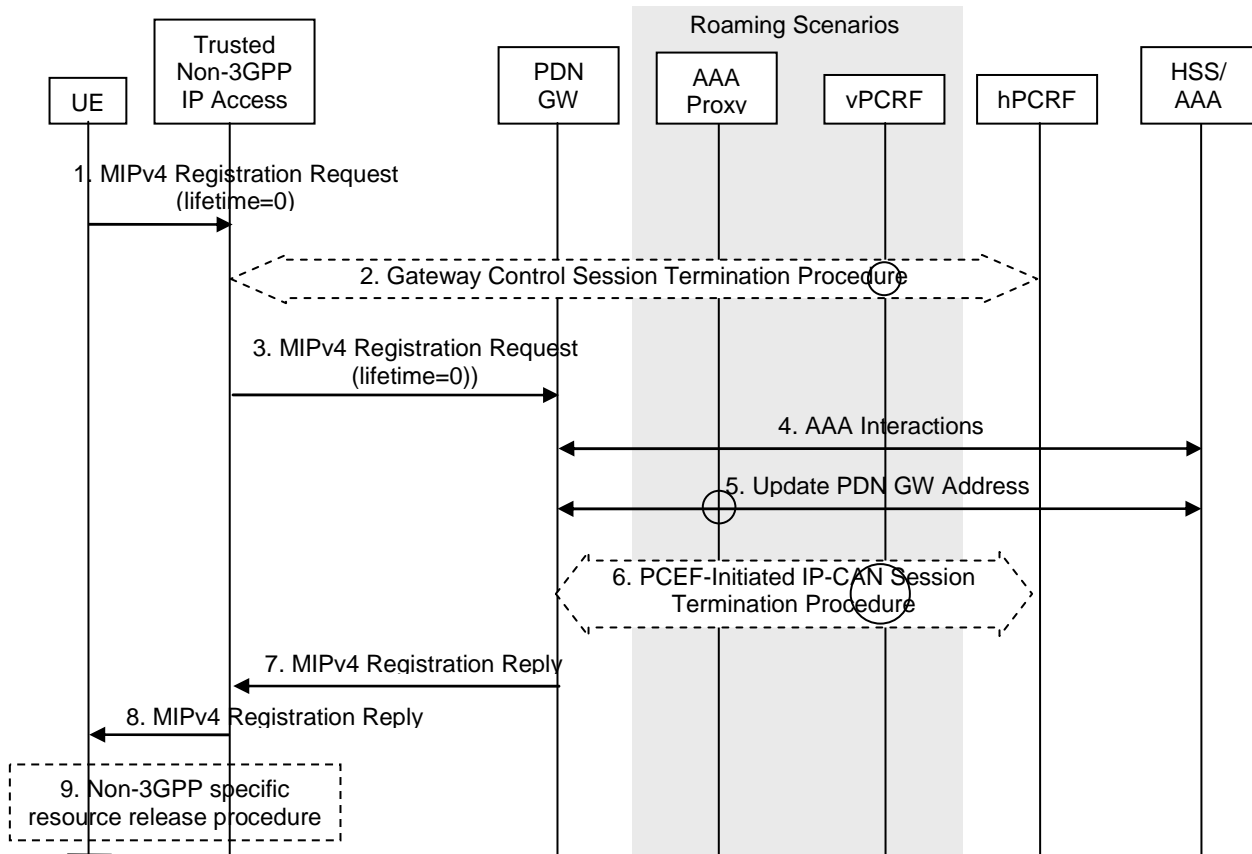 Roaming Scenarios
UE
Trusted
Non-3GPP
IP Access
PDN
GW
AAA
Proxy
vPCRF
hPCRF
HSS/
AAA
1. MIPv4 Registration Request
(lifetime=0)
2. Gateway Control Session Termination Procedure
3. MIPv4 Registration Request
(lifetime=0))
4. AAA Interactions
5. Update PDN GW Address
6. PCEF-Initiated IP-CAN Session
Termination Procedure
7. MIPv4 Registration Reply
8. MIPv4 Registration Reply
9. Non-3GPP specific
resource release procedure